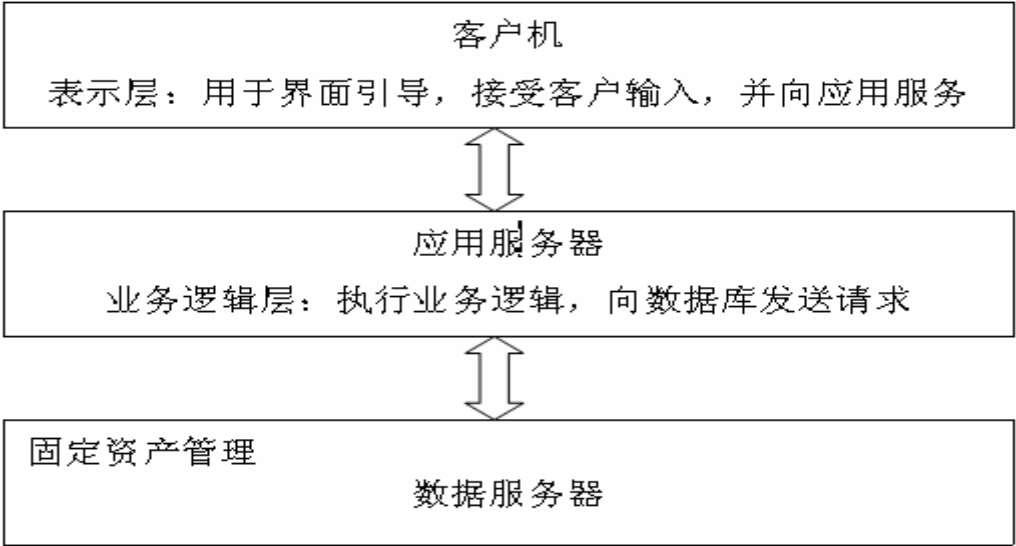 客户机
表示层：用于界面引导，接受客户输入，并向应用服务
应用服务器
业务逻辑层：执行业务逻辑，向数据库发送请求
固定资产管理
数据服务器